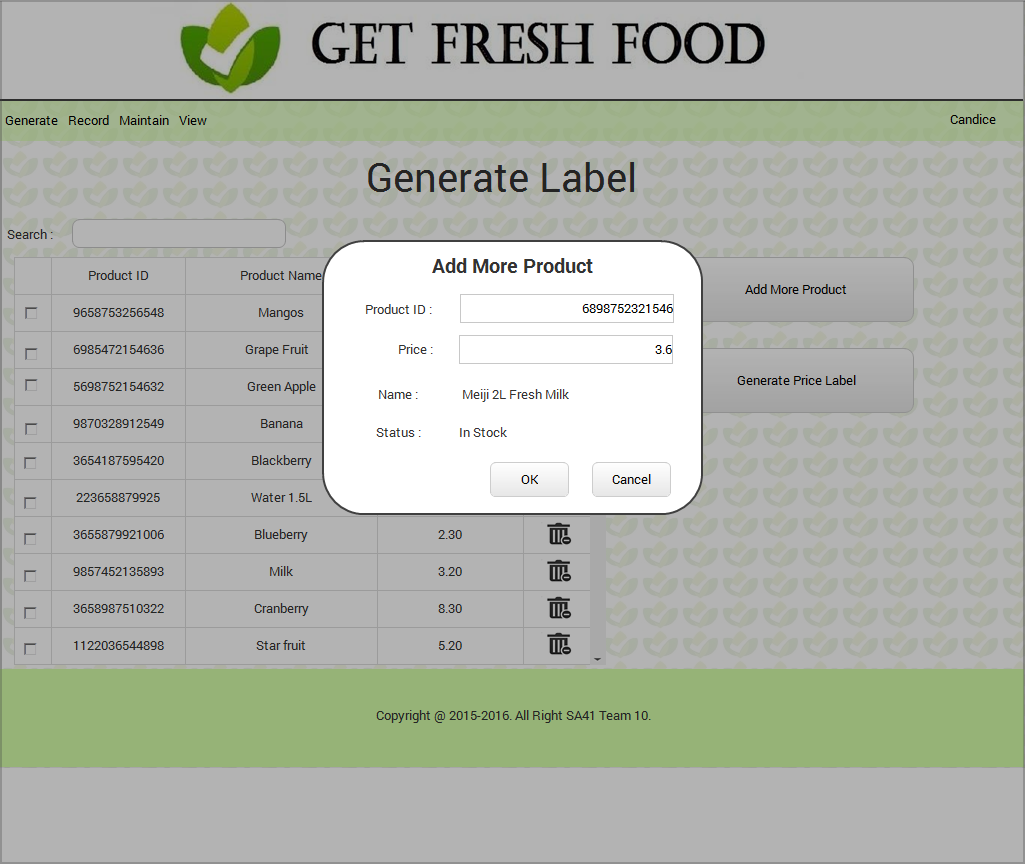 GET FRESH FOOD
Generate Record Maintain View Candice
Generate Label
Search :
Product ID Product Name
9658753256548 Mangos
6985472154636 Grape Fruit
5698752154632 Green Apple
9870328912549 Banana
3654187595420 Blackberry
223658879925 Water 1.5L
3655879921006 Blueberry 2.30
9857452135893 Milk 3.20
3658987510322 Cranberry 8.30
1122036544898 Star fruit 5.20
Add More Product
Product ID : 6898752321546
Price : 3.6
Name : Meiji 2L Fresh Milk
Status : In Stock
OK Cancel
Add More Product
Generate Price Label
Copyright @ 2015-2016. All Right SA41 Team 10.